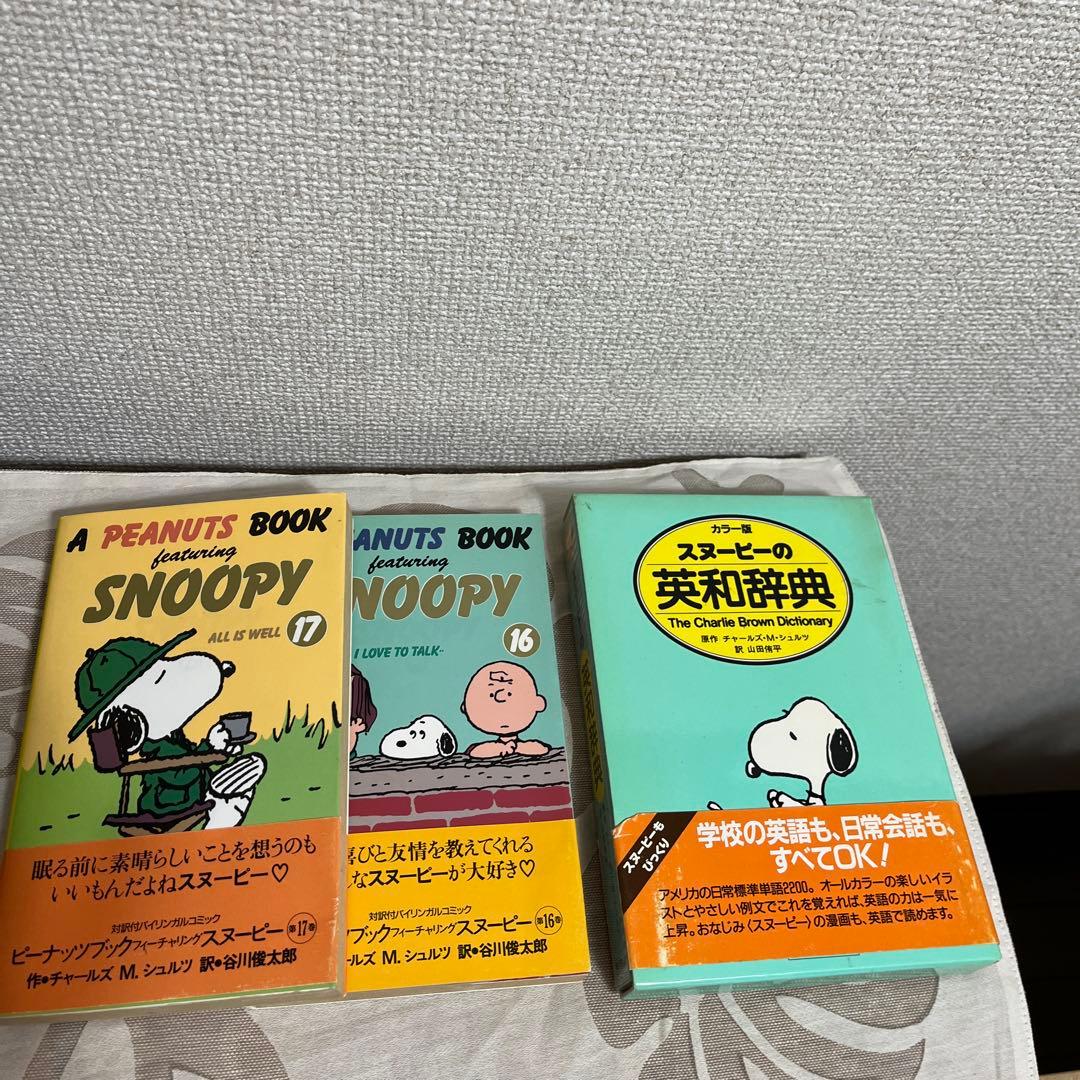 A PEANUTS BOOK
featuring
SNOOPY
ALL IS WELL 17
眠る前に素晴らしいことを想うのも
いいもんだよねスヌーピー♡
対訳付バイリンガルコミック
ピーナッツブックフィーチャリングスヌーピー 第17巻
作●チャールズ M. シュルツ 訳●谷川俊太郎
ANUTS BOOK
featuring
NOOPY
16
I LOVE TO TALK··
喜びと友情を教えてくれる
なスヌーピーが大好き♡
対訳付バイリンガルコミック
ブックフィーチャリングスヌーピー 第16巻
ールズ M. シュルツ 訳●谷川俊太郎
カラー版
スヌーピーの
英和辞典
The Charlie Brown Dictionary
原作 チャールズ・M・シュルツ
訳 山田侑平
スヌーピーも
びっくり
学校の英語も、日常会話も、
すべてOK!
アメリカの日常標準単語2200。オールカラーの楽しいイラ
ストとやさしい例文でこれを覚えれば、英語の力は一気に
上昇。おなじみ〈スヌーピー〉の漫画も、英語で読めます。